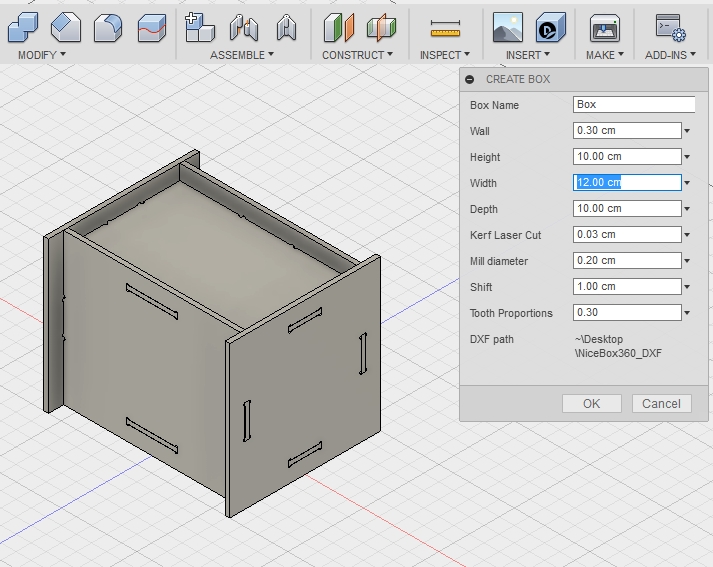 MODIFY ASSEMBLE CONSTRUCT INSPECT INSERT MAKE ADD-INS
CREATE BOX
Box Name Box
Wall 0.30 cm
Height 10.00 cm
Width 12.00 cm
Depth 10.00 cm
Kerf Laser Cut 0.03 cm
Mill diameter 0.20 cm
Shift 1.00 cm
Tooth Proportions 0.30
DXF path ~\Desktop
\NiceBox360_DXF
OK Cancel